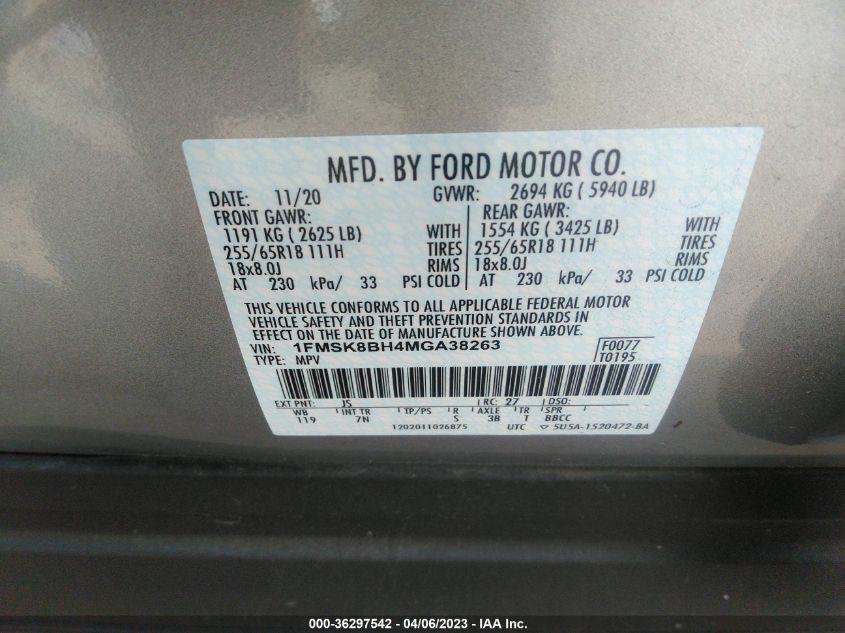 MFD. BY FORD MOTOR CO.
DATE: 11/20 GVWR: 2694 KG ( 5940 LB)
FRONT GAWR: REAR GAWR:
1191 KG ( 2625 LB) WITH 1554 KG ( 3425 LB) WITH
255/65R18 111H TIRES 255/65R18 111H TIRES
18x8.0J RIMS 18x8.0J RIMS
AT 230 kPa/ 33 PSI COLD AT 230 kPa/ 33 PSI COLD
THIS VEHICLE CONFORMS TO ALL APPLICABLE FEDERAL MOTOR
VEHICLE SAFETY AND THEFT PREVENTION STANDARDS IN
EFFECT ON THE DATE OF MANUFACTURE SHOWN ABOVE.
VIN: 1FMSK8BH4MGA38263 F0077
TYPE: MPV T0195
EXT PNT: JS RC: 27 DSO:
WB INT TR TP/PS R AXLE TR SPR
119 7N S 3B T BBCC
1202011026875 UTC 5U5A-1520472-BA
000-36297542 - 04/06/2023 - IAA Inc.